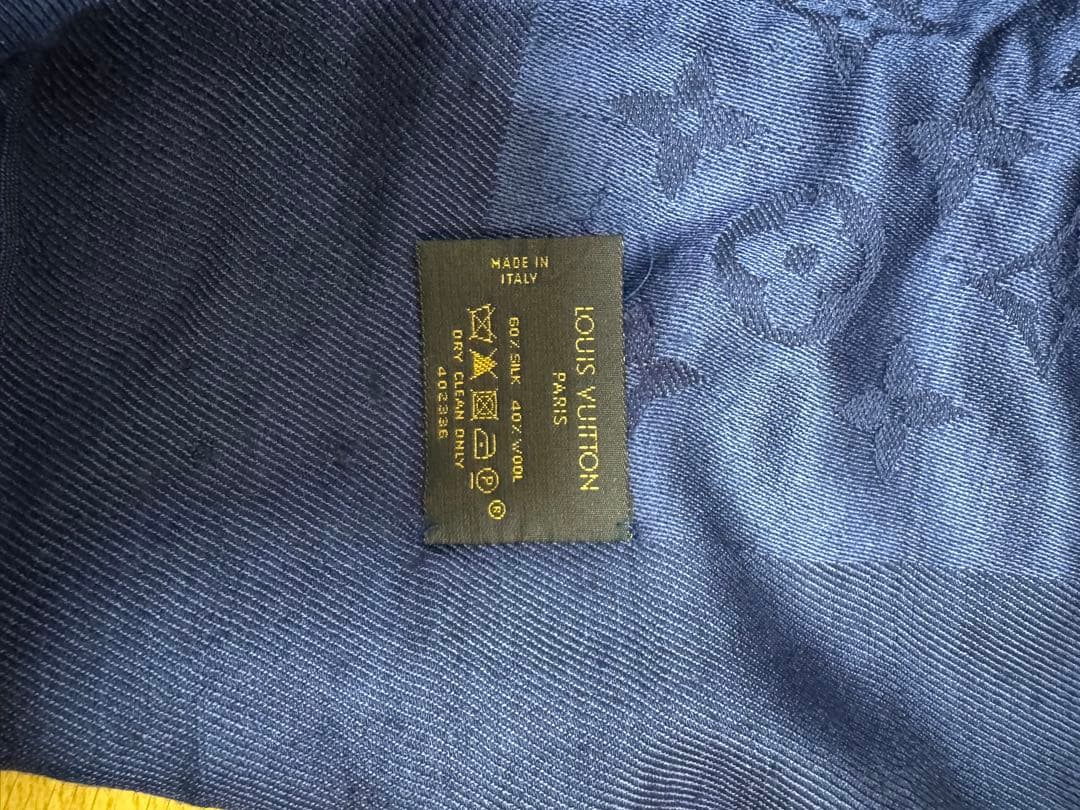 LOUIS VUITTON
PARIS
60% SILK 40% WOOL
P ®
DRY CLEAN ONLY
402336
MADE IN
ITALY